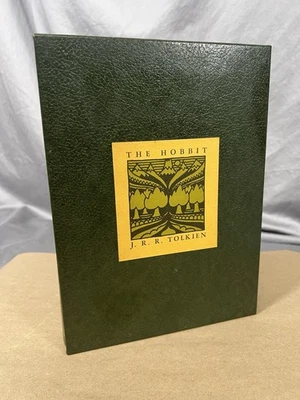 THE HOBBIT
J. R. R. TOLKIEN